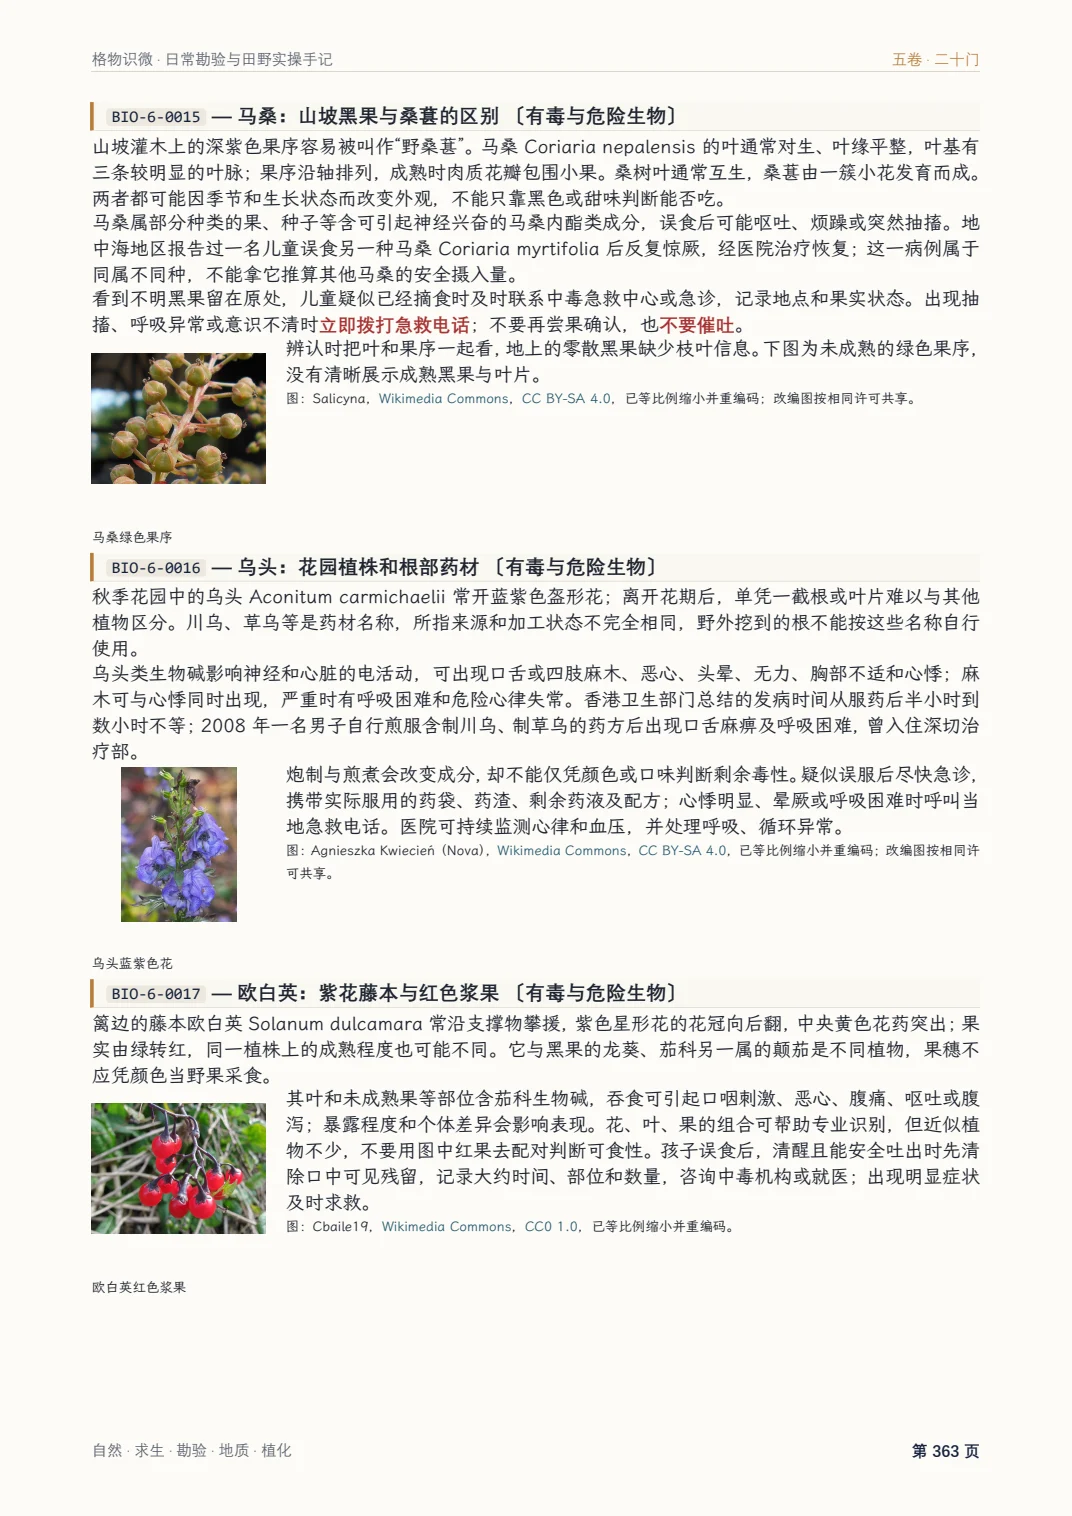 格物识微 · 日常勘验与田野实操手记
五卷 · 二十门
BIO-6-0015 — 马桑：山坡黑果与桑葚的区别 〔有毒与危险生物〕
山坡灌木上的深紫色果序容易被叫作“野桑葚”。马桑 Coriaria nepalensis 的叶通常对生、叶缘平整，叶基有
三条较明显的叶脉；果序沿轴排列，成熟时肉质花瓣包围小果。桑树叶通常互生，桑葚由一簇小花发育而成。
两者都可能因季节和生长状态而改变外观，不能只靠黑色或甜味判断能否吃。
马桑属部分种类的果、种子等含可引起神经兴奋的马桑内酯类成分，误食后可能呕吐、烦躁或突然抽搐。地
中海地区报告过一名儿童误食另一种马桑 Coriaria myrtifolia 后反复惊厥，经医院治疗恢复；这一病例属于
同属不同种，不能拿它推算其他马桑的安全摄入量。
看到不明黑果留在原处，儿童疑似已经摘食时及时联系中毒急救中心或急诊，记录地点和果实状态。出现抽
搐、呼吸异常或意识不清时立即拨打急救电话；不要再尝果确认，也不要催吐。
辨认时把叶和果序一起看，地上的零散黑果缺少枝叶信息。下图为未成熟的绿色果序，
没有清晰展示成熟黑果与叶片。
图：Salicyna，Wikimedia Commons，CC BY-SA 4.0，已等比例缩小并重编码；改编图按相同许可共享。
马桑绿色果序
BIO-6-0016 — 乌头：花园植株和根部药材 〔有毒与危险生物〕
秋季花园中的乌头 Aconitum carmichaelii 常开蓝紫色盔形花；离开花期后，单凭一截根或叶片难以与其他
植物区分。川乌、草乌等是药材名称，所指来源和加工状态不完全相同，野外挖到的根不能按这些名称自行
使用。
乌头类生物碱影响神经和心脏的电活动，可出现口舌或四肢麻木、恶心、头晕、无力、胸部不适和心悸；麻
木可与心悸同时出现，严重时有呼吸困难和危险心律失常。香港卫生部门总结的发病时间从服药后半小时到
数小时不等；2008 年一名男子自行煎服含制川乌、制草乌的药方后出现口舌麻痹及呼吸困难，曾入住深切治
疗部。
炮制与煎煮会改变成分，却不能仅凭颜色或口味判断剩余毒性。疑似误服后尽快急诊，
携带实际服用的药袋、药渣、剩余药液及配方；心悸明显、晕厥或呼吸困难时呼叫当
地急救电话。医院可持续监测心律和血压，并处理呼吸、循环异常。
图：Agnieszka Kwiecień（Nova），Wikimedia Commons，CC BY-SA 4.0，已等比例缩小并重编码；改编图按相同许
可共享。
乌头蓝紫色花
BIO-6-0017 — 欧白英：紫花藤本与红色浆果 〔有毒与危险生物〕
篱边的藤本欧白英 Solanum dulcamara 常沿支撑物攀援，紫色星形花的花冠向后翻，中央黄色花药突出；果
实由绿转红，同一植株上的成熟程度也可能不同。它与黑果的龙葵、茄科另一属的颠茄是不同植物，果穗不
应凭颜色当野果采食。
其叶和未成熟果等部位含茄科生物碱，吞食可引起口咽刺激、恶心、腹痛、呕吐或腹
泻；暴露程度和个体差异会影响表现。花、叶、果的组合可帮助专业识别，但近似植
物不少，不要用图中红果去配对判断可食性。孩子误食后，清醒且能安全吐出时先清
除口中可见残留，记录大约时间、部位和数量，咨询中毒机构或就医；出现明显症状
及时求救。
图：Cbaile19，Wikimedia Commons，CC0 1.0，已等比例缩小并重编码。
欧白英红色浆果
自然 · 求生 · 勘验 · 地质 · 植化
第 363 页